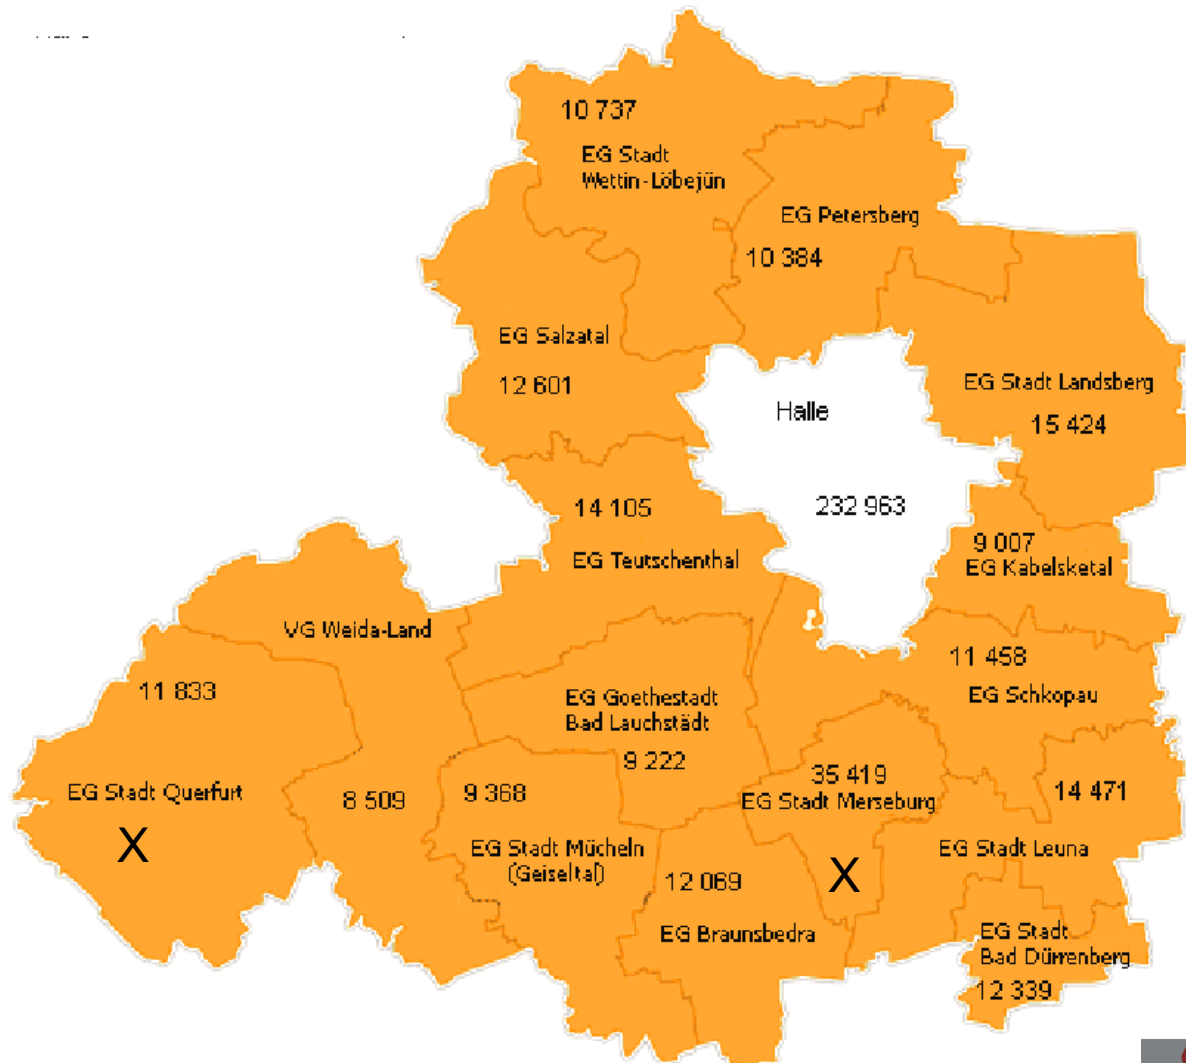 10 737
EG Stadt
Wettin-Löbejün
EG Petersberg
10 384
EG Salzatal
12 601
EG Stadt Landsberg
15 424
Halle
232 963
14 105
EG Teutschenthal
9 007
EG Kabelsketal
VG Weida-Land
8 509
11 833
EG Stadt Querfurt
X
EG Goethestadt
Bad Lauchstädt
9 222
11 458
EG Schkopau
9 368
EG Stadt Mücheln
(Geiseltal)
35 419
EG Stadt Merseburg
X
14 471
EG Stadt Leuna
12 069
EG Braunsbedra
EG Stadt
Bad Dürrenberg
12 339